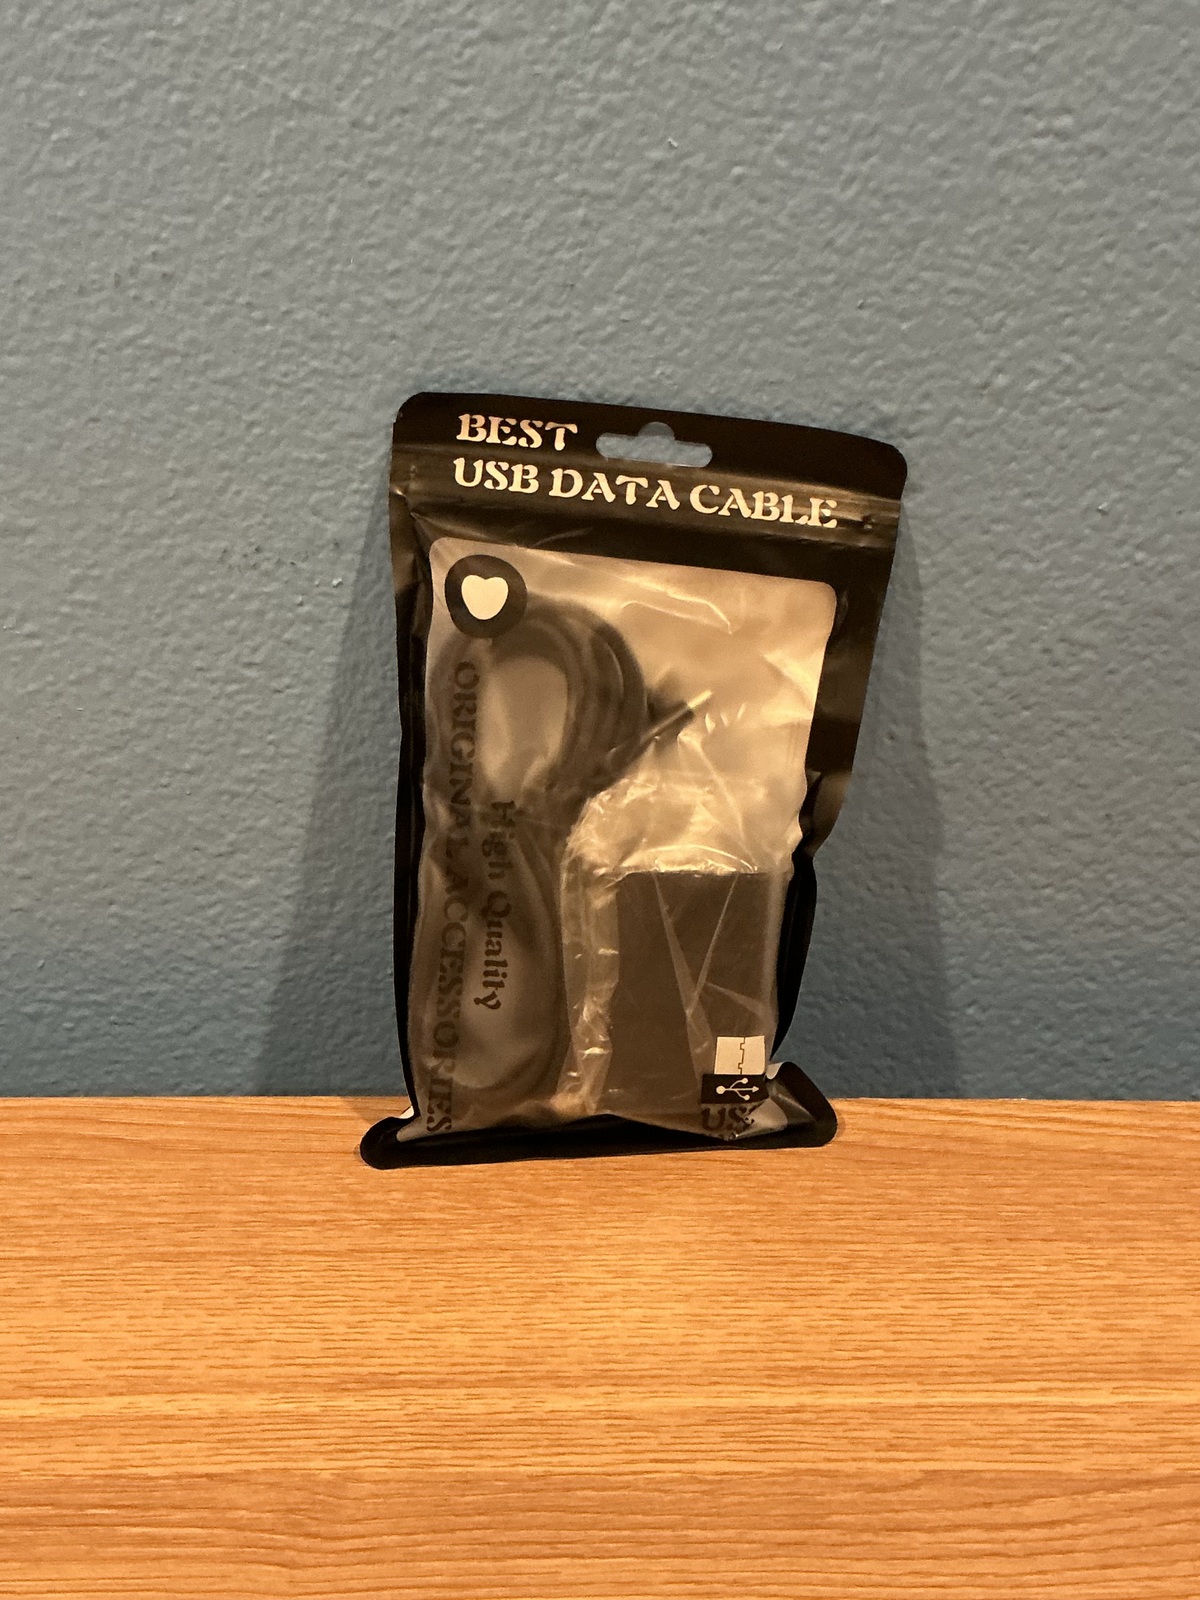 BEST
USB DATA CABLE
ORIGINAL ACCESSORIES
High Quality